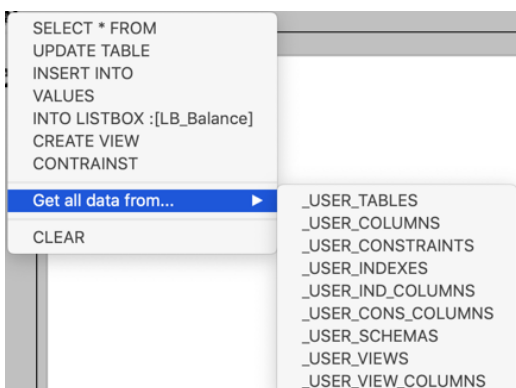 SELECT * FROM
UPDATE TABLE
INSERT INTO
VALUES
INTO LISTBOX :[LB_Balance]
CREATE VIEW
CONTRAINST
Get all data from...
CLEAR
_USER_TABLES
_USER_COLUMNS
_USER_CONSTRAINTS
_USER_INDEXES
_USER_IND_COLUMNS
_USER_CONS_COLUMNS
_USER_SCHEMAS
_USER_VIEWS
_USER_VIEW_COLUMNS